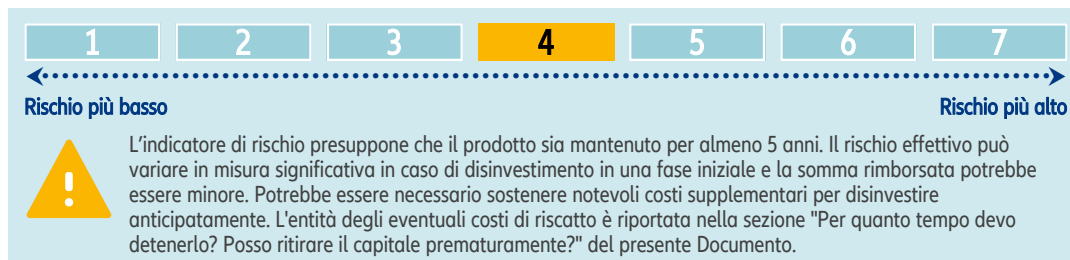 1 2 3 4 5 6 7
Rischio più basso Rischio più alto
L'indicatore di rischio presuppone che il prodotto sia mantenuto per almeno 5 anni. Il rischio effettivo può
variare in misura significativa in caso di disinvestimento in una fase iniziale e la somma rimborsata potrebbe
essere minore. Potrebbe essere necessario sostenere notevoli costi supplementari per disinvestire
anticipatamente. L'entità degli eventuali costi di riscatto è riportata nella sezione "Per quanto tempo devo
detenerlo? Posso ritirare il capitale prematuramente?" del presente Documento.